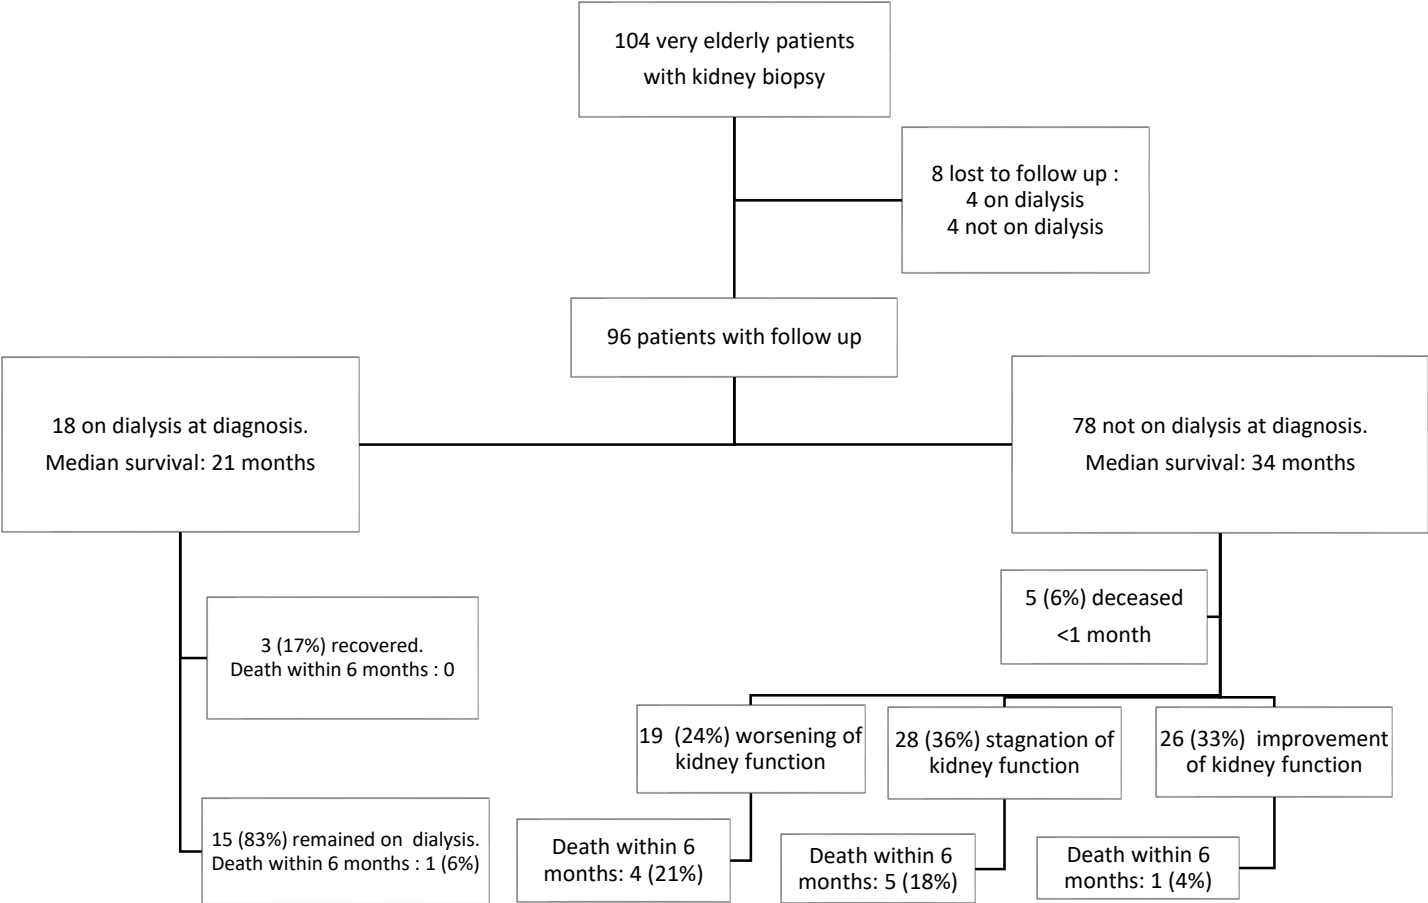 104 very elderly patients
with kidney biopsy
8 lost to follow up :
4 on dialysis
4 not on dialysis
96 patients with follow up
18 on dialysis at diagnosis.
Median survival: 21 months
78 not on dialysis at diagnosis.
Median survival: 34 months
5 (6%) deceased
<1 month
3 (17%) recovered.
Death within 6 months : 0
15 (83%) remained on  dialysis.
Death within 6 months : 1 (6%)
19  (24%) worsening of
kidney function
28 (36%) stagnation of
kidney function
26 (33%)  improvement
of kidney function
Death within 6
months: 4 (21%)
Death within 6
months: 5 (18%)
Death within 6
months: 1 (4%)